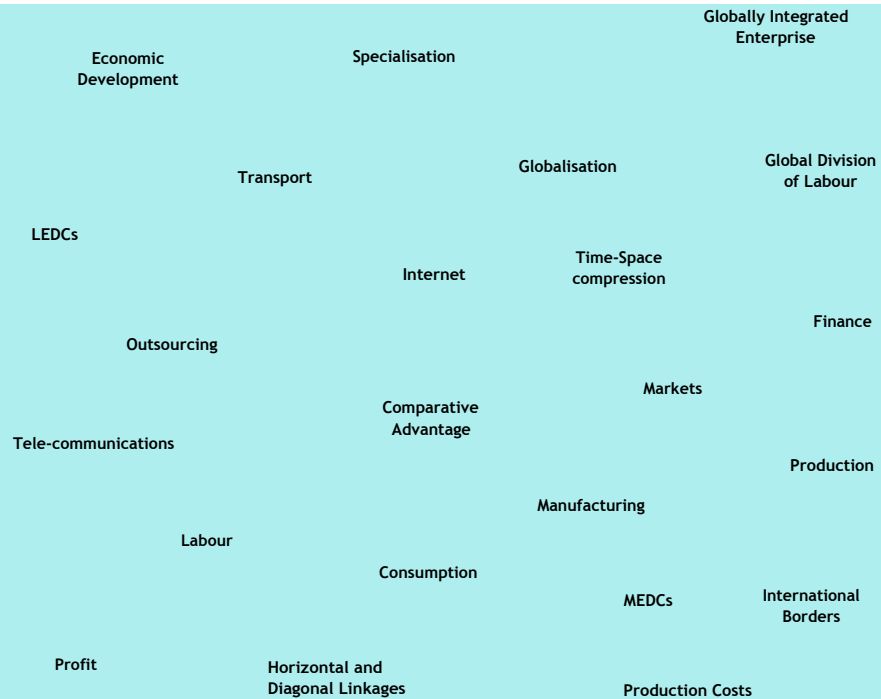 Globally Integrated
Enterprise
Economic
Development
Specialisation
Transport
Globalisation
Global Division
of Labour
LEDCs
Internet
Time-Space
compression
Finance
Outsourcing
Markets
Comparative
Advantage
Tele-communications
Production
Manufacturing
Labour
Consumption
MEDCs
International
Borders
Profit
Horizontal and
Diagonal Linkages
Production Costs